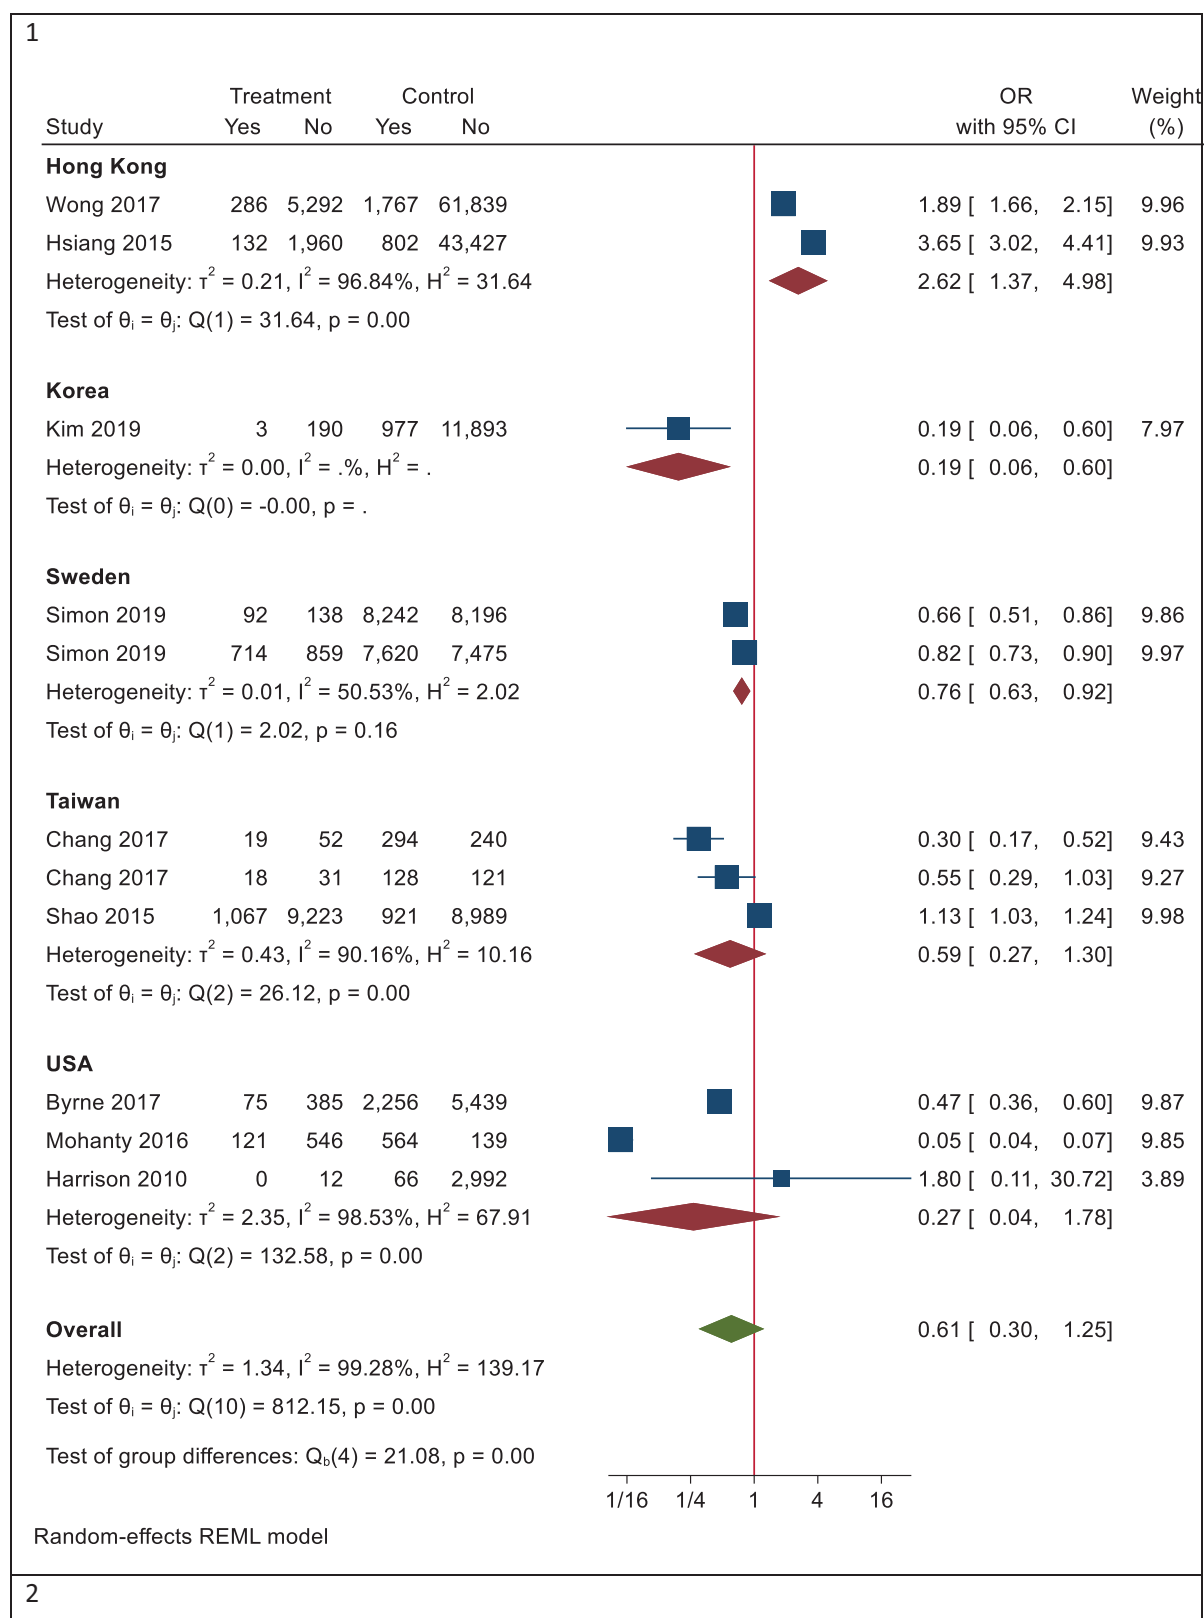 1
Treatment Control OR Weight
Study Yes No Yes No with 95% CI (%)
Hong Kong
Wong 2017 286 5,292 1,767 61,839 1.89 [ 1.66, 2.15] 9.96
Hsiang 2015 132 1,960 802 43,427 3.65 [ 3.02, 4.41] 9.93
Heterogeneity: τ² = 0.21, I² = 96.84%, H² = 31.64 2.62 [ 1.37, 4.98]
Test of θᵢ = θⱼ: Q(1) = 31.64, p = 0.00
Korea
Kim 2019 3 190 977 11,893 0.19 [ 0.06, 0.60] 7.97
Heterogeneity: τ² = 0.00, I² = .%, H² = . 0.19 [ 0.06, 0.60]
Test of θᵢ = θⱼ: Q(0) = -0.00, p = .
Sweden
Simon 2019 92 138 8,242 8,196 0.66 [ 0.51, 0.86] 9.86
Simon 2019 714 859 7,620 7,475 0.82 [ 0.73, 0.90] 9.97
Heterogeneity: τ² = 0.01, I² = 50.53%, H² = 2.02 0.76 [ 0.63, 0.92]
Test of θᵢ = θⱼ: Q(1) = 2.02, p = 0.16
Taiwan
Chang 2017 19 52 294 240 0.30 [ 0.17, 0.52] 9.43
Chang 2017 18 31 128 121 0.55 [ 0.29, 1.03] 9.27
Shao 2015 1,067 9,223 921 8,989 1.13 [ 1.03, 1.24] 9.98
Heterogeneity: τ² = 0.43, I² = 90.16%, H² = 10.16 0.59 [ 0.27, 1.30]
Test of θᵢ = θⱼ: Q(2) = 26.12, p = 0.00
USA
Byrne 2017 75 385 2,256 5,439 0.47 [ 0.36, 0.60] 9.87
Mohanty 2016 121 546 564 139 0.05 [ 0.04, 0.07] 9.85
Harrison 2010 0 12 66 2,992 1.80 [ 0.11, 30.72] 3.89
Heterogeneity: τ² = 2.35, I² = 98.53%, H² = 67.91 0.27 [ 0.04, 1.78]
Test of θᵢ = θⱼ: Q(2) = 132.58, p = 0.00
Overall 0.61 [ 0.30, 1.25]
Heterogeneity: τ² = 1.34, I² = 99.28%, H² = 139.17
Test of θᵢ = θⱼ: Q(10) = 812.15, p = 0.00
Test of group differences: Q_b(4) = 21.08, p = 0.00
1/16 1/4 1 4 16
Random-effects REML model
2